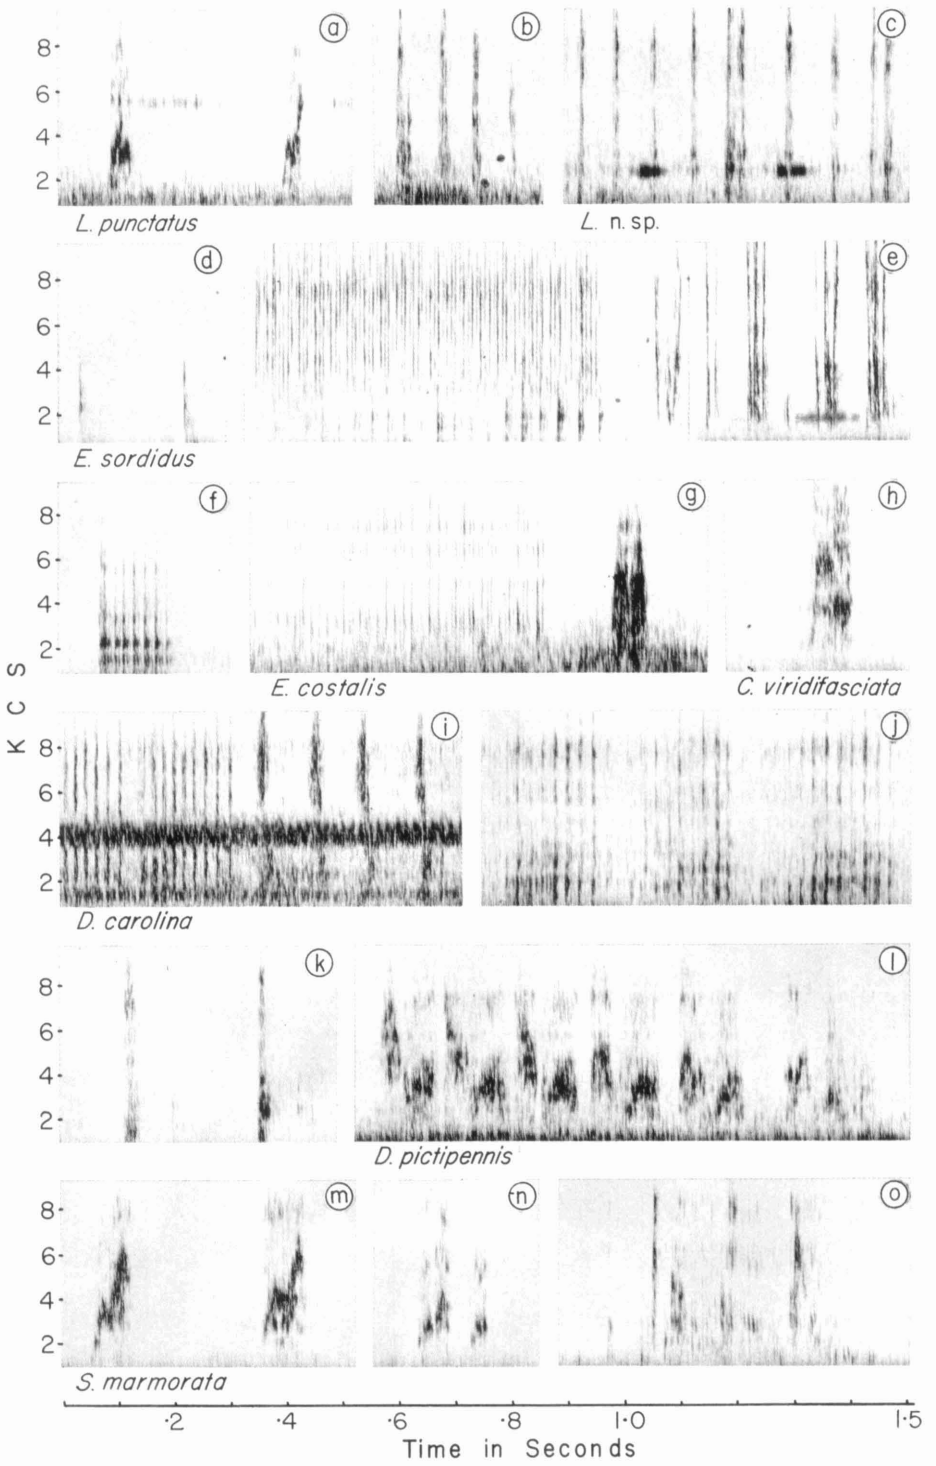 a b c
8
6
4
2
L. punctatus L. n. sp.
d e
8
6
4
2
E. sordidus
f g h
8
6
4
2
E. costalis C. viridifasciata
K C S
i j
8
6
4
2
D. carolina
k l
8
6
4
2
D. pictipennis
m n o
8
6
4
2
S. marmorata
.2 .4 .6 .8 1.0 1.5
Time in Seconds